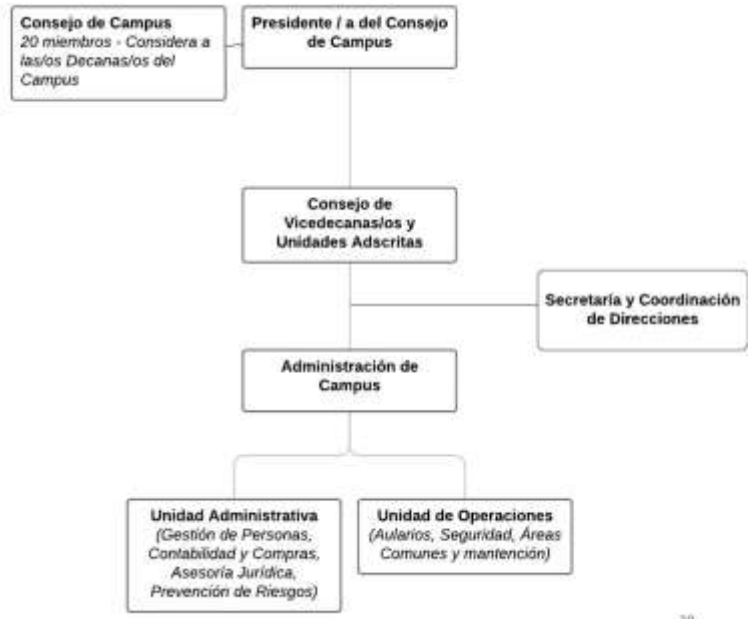 Consejo de Campus
20 miembros - Considera a
las/os Decanas/os del
Campus
Presidente / a del Consejo
de Campus
Consejo de
Vicedecanas/os y
Unidades Adscritas
Secretaría y Coordinación
de Direcciones
Administración de
Campus
Unidad Administrativa
(Gestión de Personas,
Contabilidad y Compras,
Asesoría Jurídica,
Prevención de Riesgos)
Unidad de Operaciones
(Aularios, Seguridad, Áreas
Comunes y mantención)